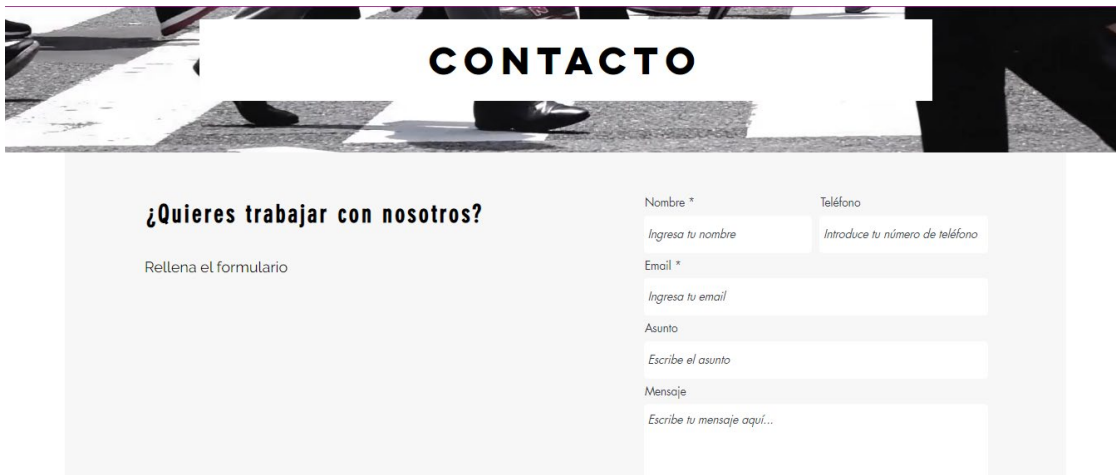 CONTACTO
¿Quieres trabajar con nosotros?
Rellena el formulario
Nombre *
Teléfono
Ingresa tu nombre
Introduce tu número de teléfono
Email *
Ingresa tu email
Asunto
Escribe el asunto
Mensaje
Escribe tu mensaje aquí...